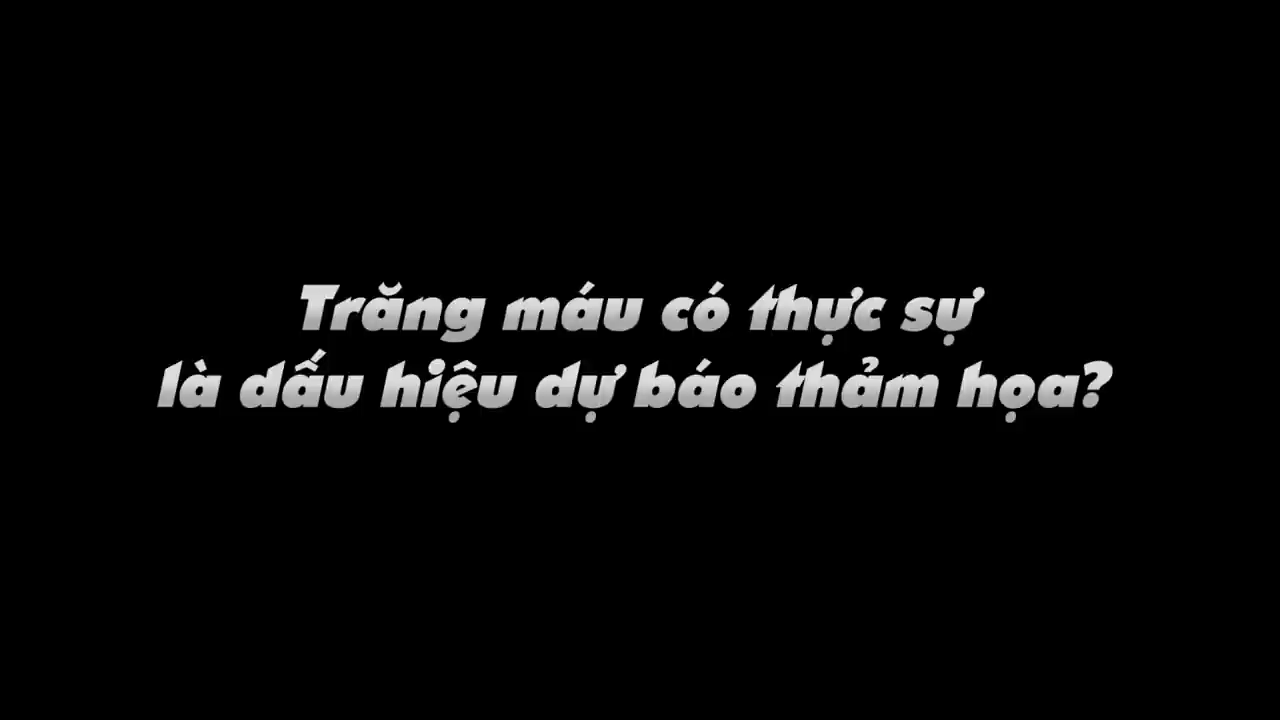 Trăng máu có thực sự
là dấu hiệu dự báo thảm họa?